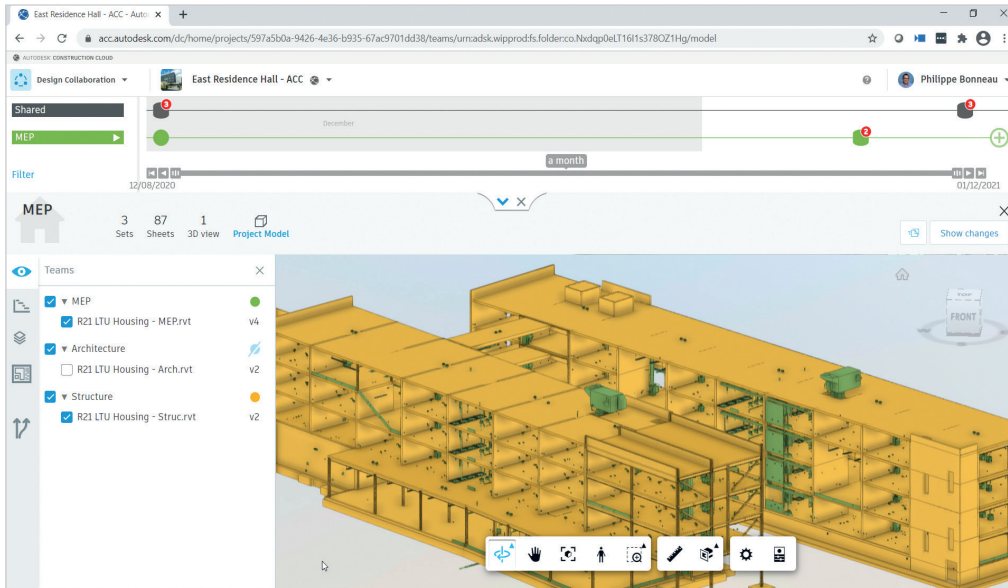 East Residence Hall - ACC - Auto
acc.autodesk.com/dc/home/projects/597a5b0a-9426-4e36-b935-67ac9701dd38/teams/urn:adsk.wipprod:fs.folder:co.Nxdqp0eLT16I1s378OZ1Hg/model
AUTODESK CONSTRUCTION CLOUD
Design Collaboration
East Residence Hall - ACC
Philippe Bonneau
Shared
3
3
December
MEP
2
a month
Filter
12/08/2020
01/12/2021
MEP
3 87 1
Sets Sheets 3D view Project Model
Show changes
Teams
MEP
R21 LTU Housing - MEP.rvt v4
Architecture
R21 LTU Housing - Arch.rvt v2
Structure
R21 LTU Housing - Struc.rvt v2
FRONT